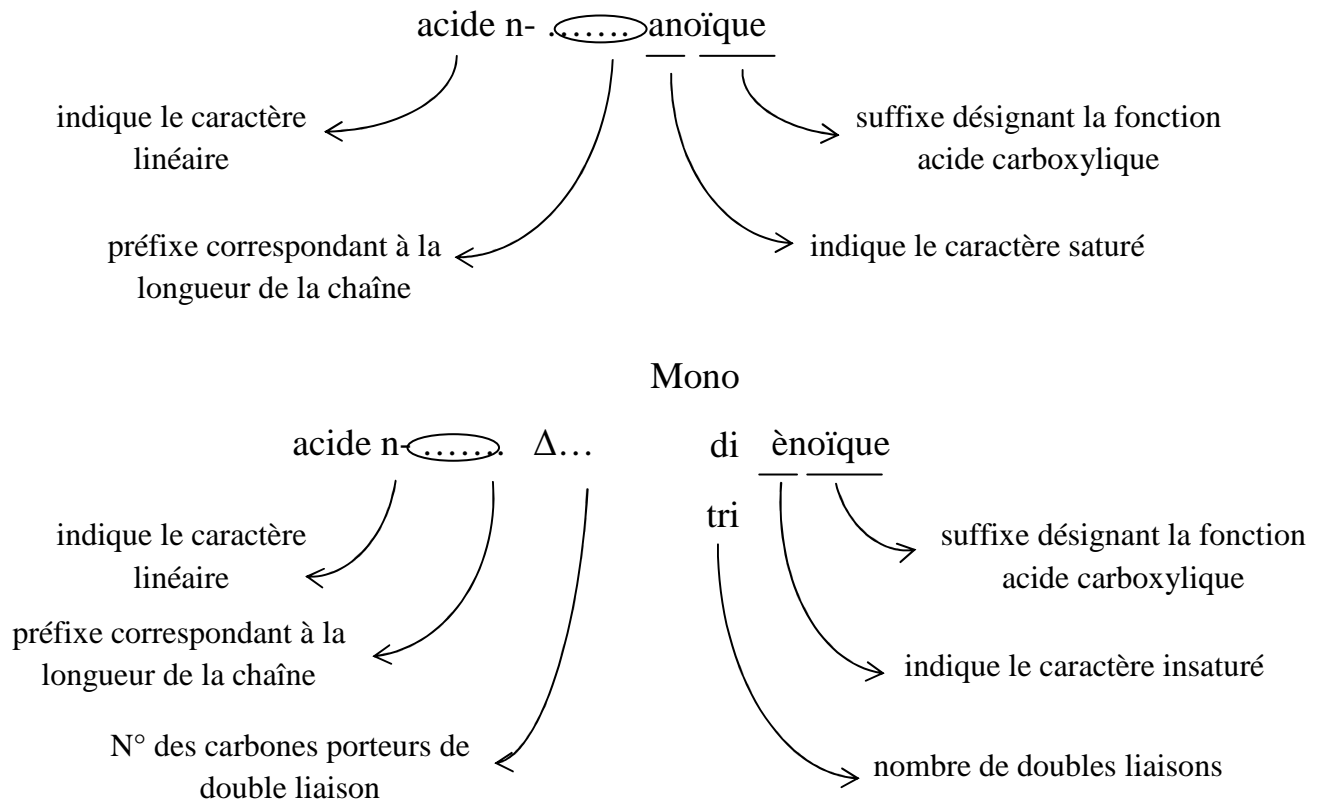 acide n- ....... anoïque
indique le caractère
linéaire
suffixe désignant la fonction
acide carboxylique
préfixe correspondant à la
longueur de la chaîne
indique le caractère saturé
Mono
acide n- ....... Δ… di ènoïque
tri
indique le caractère
linéaire
suffixe désignant la fonction
acide carboxylique
préfixe correspondant à la
longueur de la chaîne
indique le caractère insaturé
N° des carbones porteurs de
double liaison
nombre de doubles liaisons